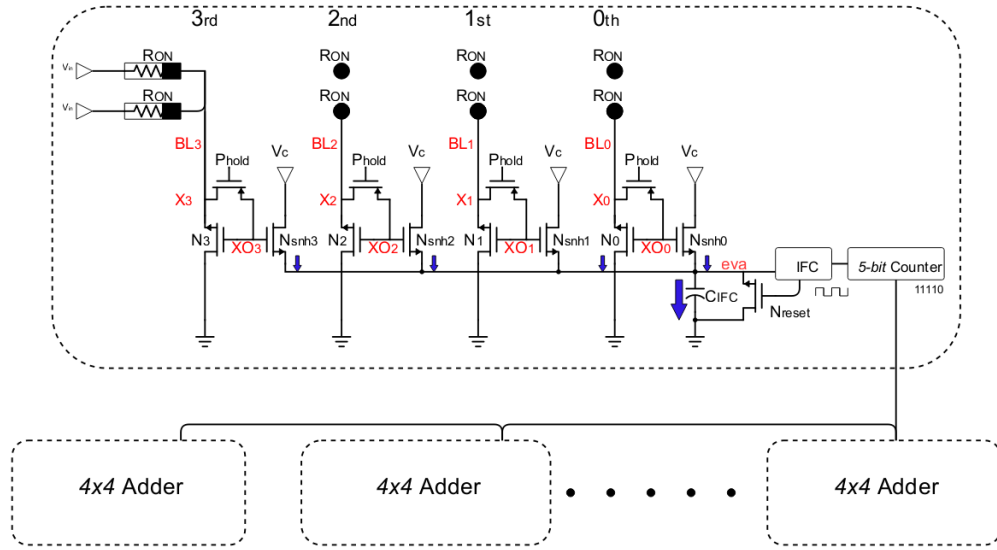 3rd 2nd 1st 0th
RON RON RON RON
Vin
RON RON RON RON
Vin
BL3 BL2 BL1 BL0
VC VC VC VC
Phold Phold Phold Phold
X3 X2 X1 X0
N3 XO3 Nsnh3 N2 XO2 Nsnh2 N1 XO1 Nsnh1 N0 XO0 Nsnh0
eva IFC 5-bit Counter
11110
CIFC
Nreset
4x4 Adder 4x4 Adder 4x4 Adder